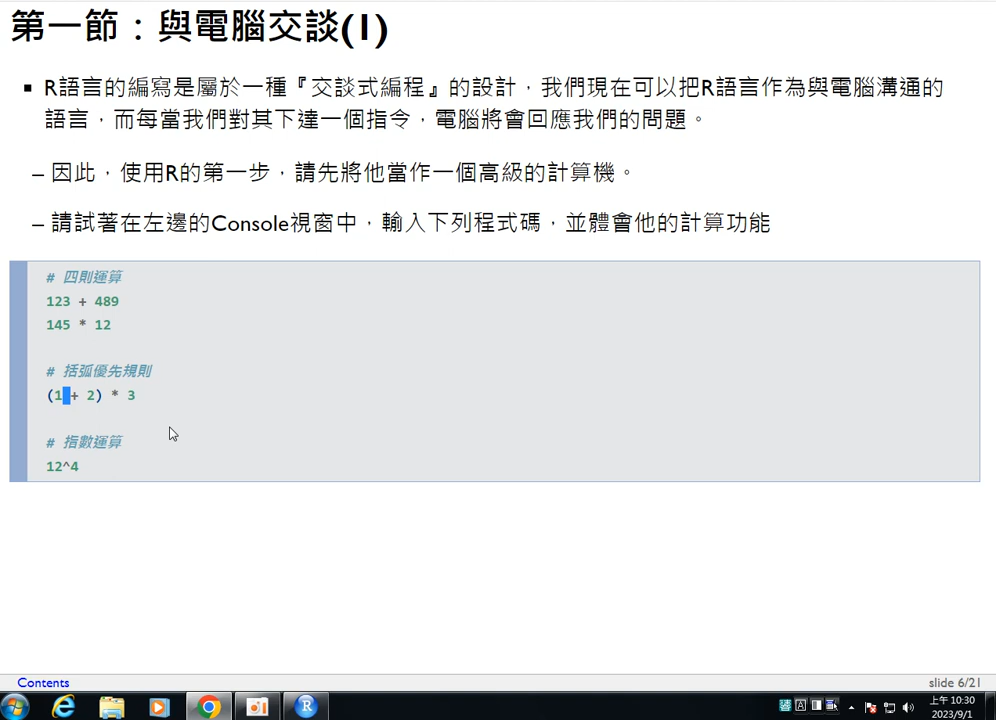 第一節：與電腦交談(1)
▪ R語言的編寫是屬於一種『交談式編程』的設計，我們現在可以把R語言作為與電腦溝通的
語言，而每當我們對其下達一個指令，電腦將會回應我們的問題。
– 因此，使用R的第一步，請先將他當作一個高級的計算機。
– 請試著在左邊的Console視窗中，輸入下列程式碼，並體會他的計算功能
# 四則運算
123 + 489
145 * 12
# 括弧優先規則
(1 + 2) * 3
# 指數運算
12^4
Contents
slide 6/21
上午 10:30
2023/9/1